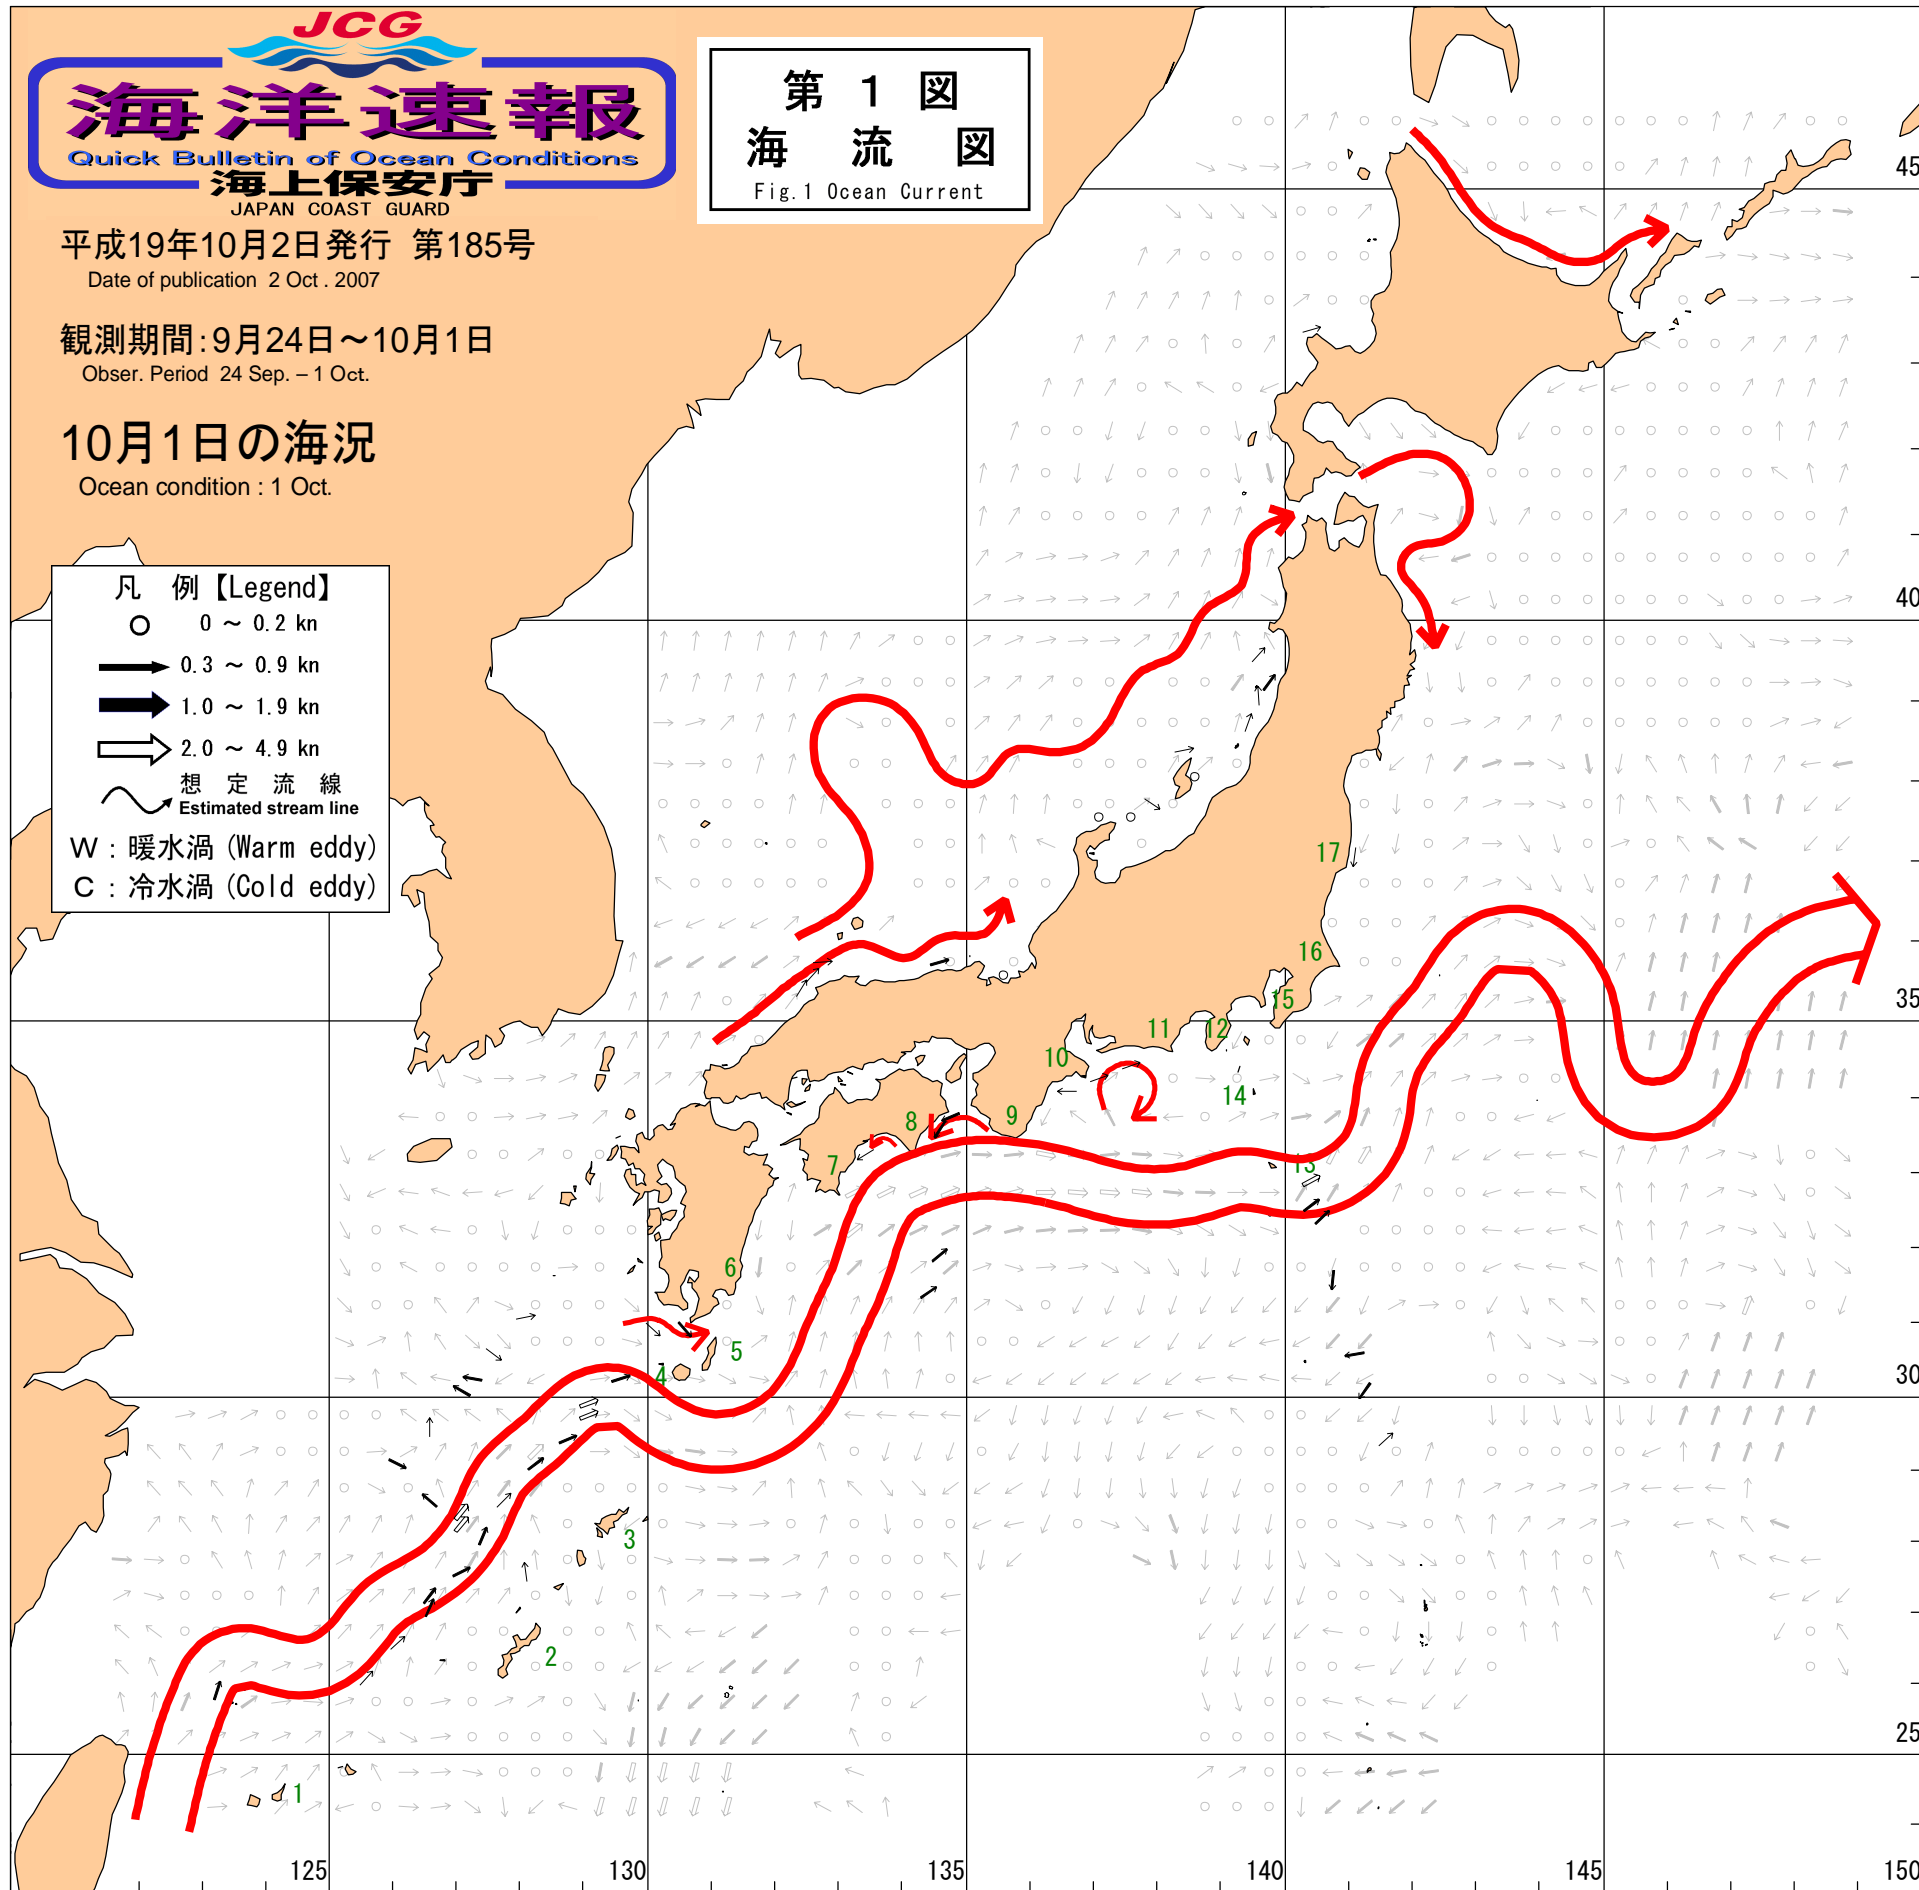 JCG
海洋速報
Quick Bulletin of Ocean Conditions
海上保安庁
JAPAN COAST GUARD
平成19年10月2日発行 第185号
Date of publication 2 Oct . 2007
観測期間:9月24日~10月1日
Obser. Period 24 Sep. – 1 Oct.
10月1日の海況
Ocean condition : 1 Oct.
第 1 図
海 流 図
Fig.1 Ocean Current
凡 例【Legend】
0 ~ 0.2 kn
0.3 ~ 0.9 kn
1.0 ~ 1.9 kn
2.0 ~ 4.9 kn
想 定 流 線
Estimated stream line
W : 暖水渦 (Warm eddy)
C : 冷水渦 (Cold eddy)
45
40
17
16
35
15
12
11
10
14
9
8
7
13
6
5
4
30
3
2
25
1
125
130
135
140
145
150